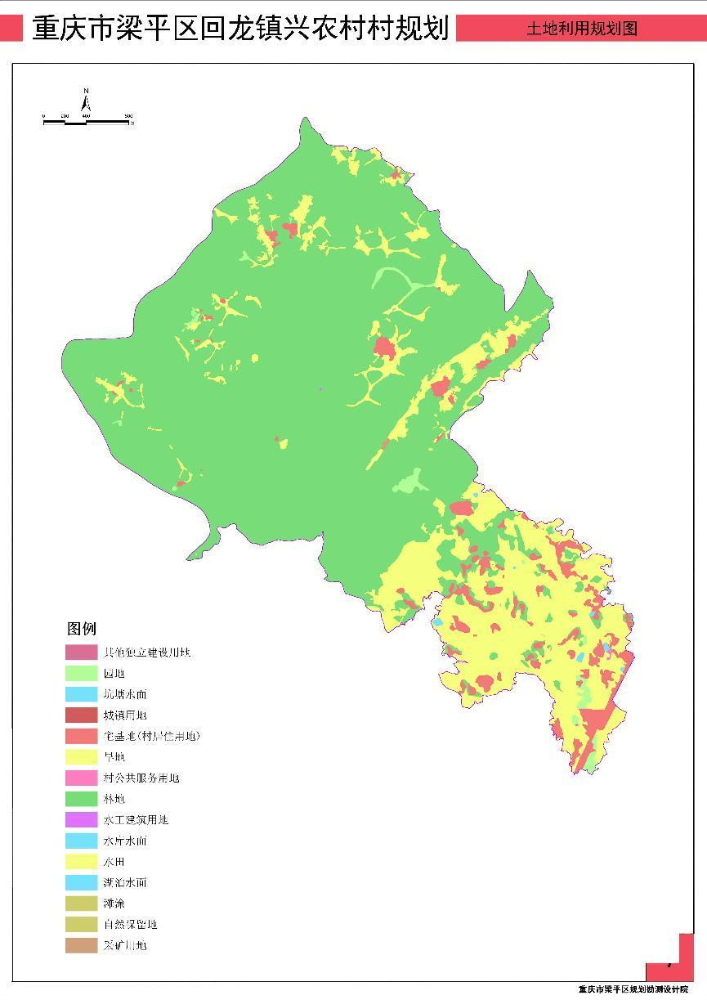 重庆市梁平区回龙镇兴农村村规划
土地利用规划图
N
0 200 400 800
M
图例
其他独立建设用地
园地
坑塘水面
城镇用地
宅基地(村居住用地)
旱地
村公共服务用地
林地
水工建筑用地
水库水面
水田
湖泊水面
滩涂
自然保留地
采矿用地
重庆市梁平区规划勘测设计院